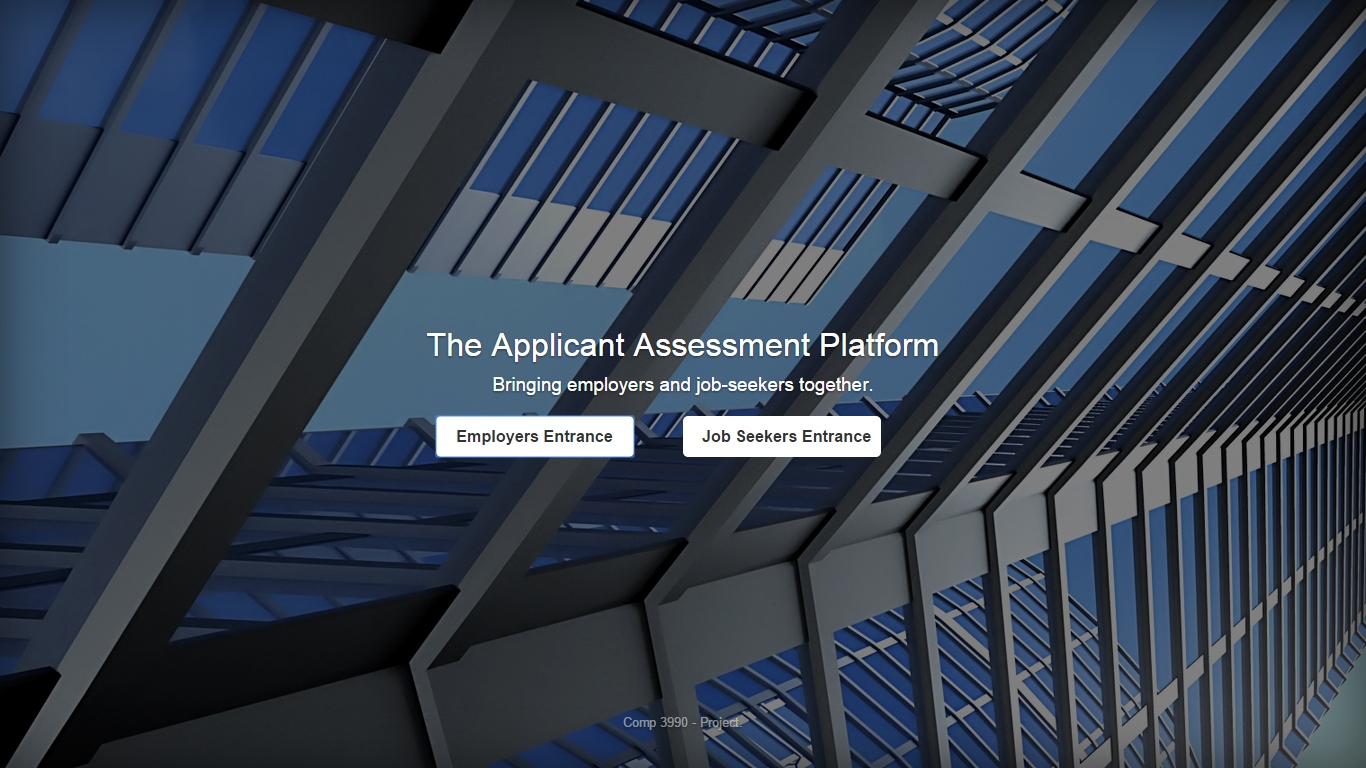 The Applicant Assessment Platform
Bringing employers and job-seekers together.
Employers Entrance
Job Seekers Entrance
Comp 3990 - Project.